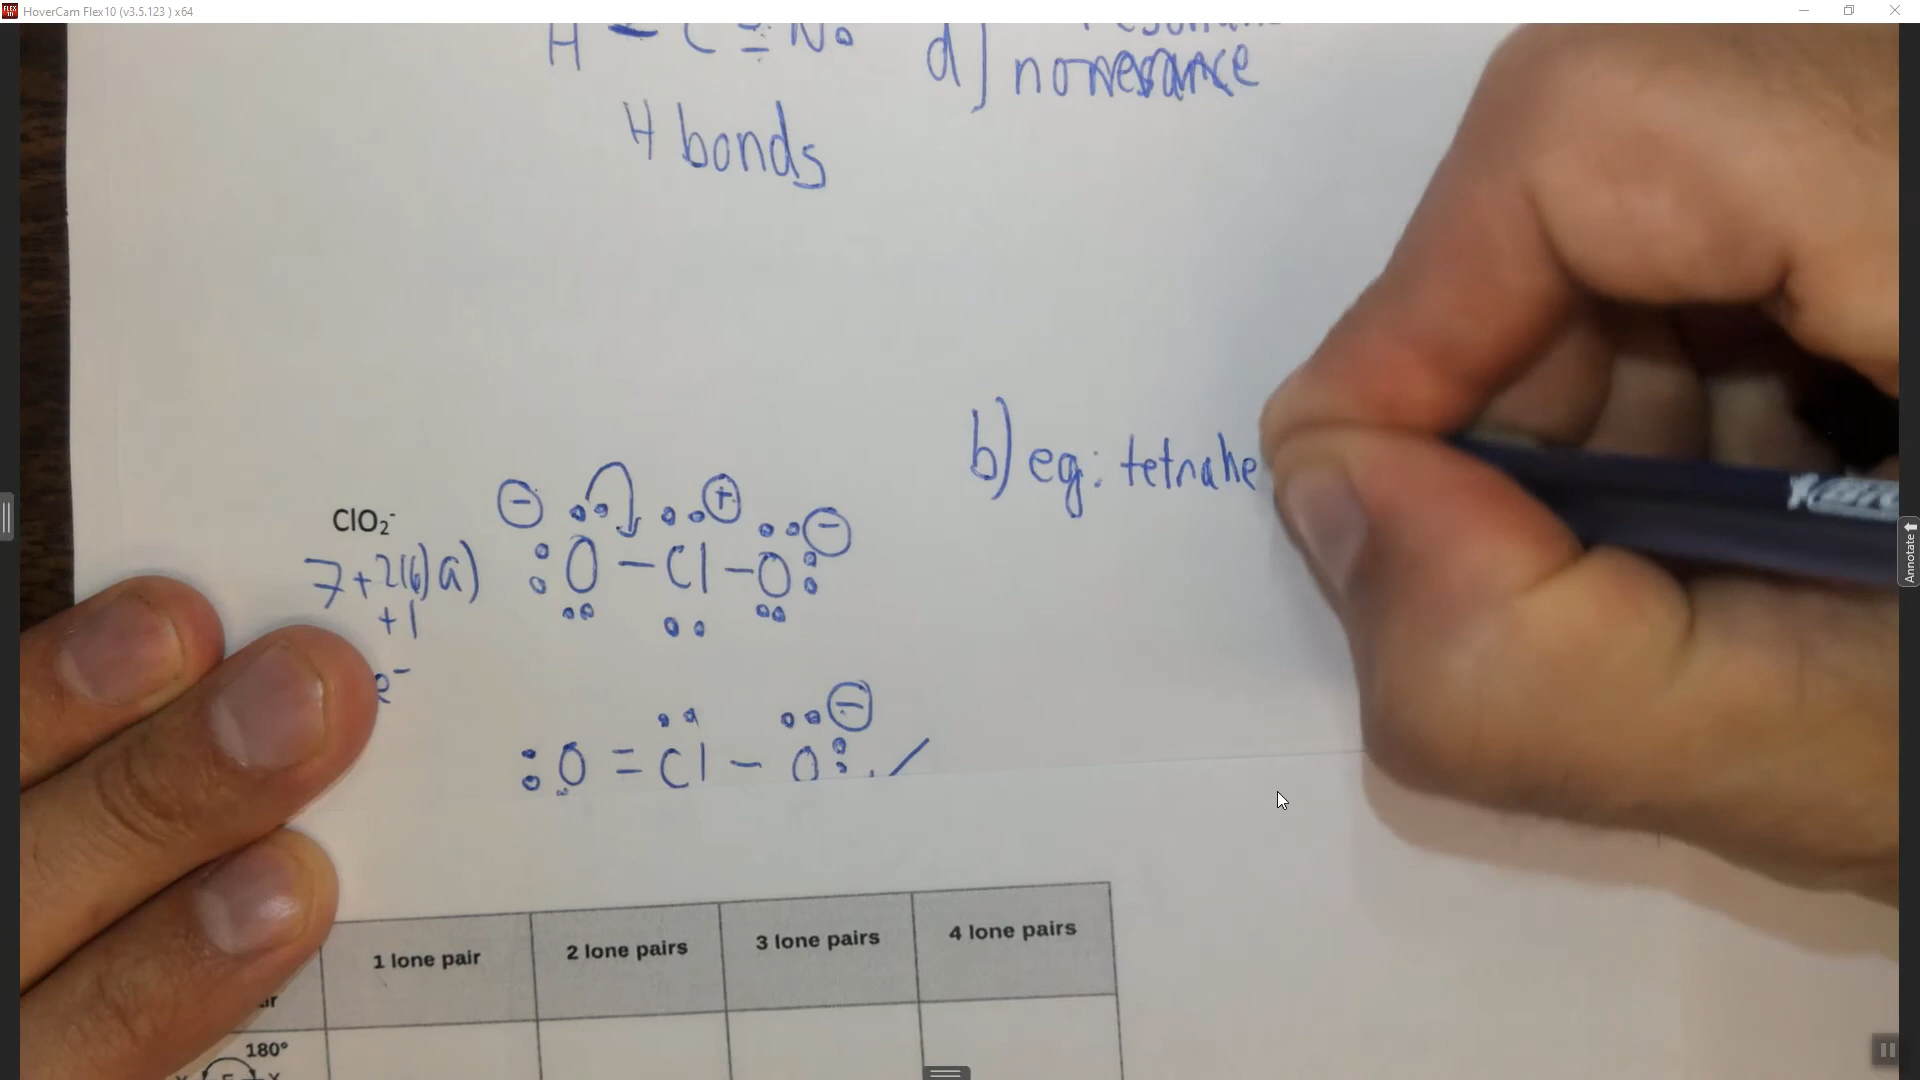 HoverCam Flex10 (v3.5.123 ) x64
H - C ≡ N:
d) nonresance
4 bonds
b) eg: tetrahe
ClO₂⁻
7+2(6) a)
+1
e⁻
⊖ ⊕ ⊖
:O - Cl - O:
⊖
:O = Cl - O:
1 lone pair 2 lone pairs 3 lone pairs 4 lone pairs
180°
Annotate